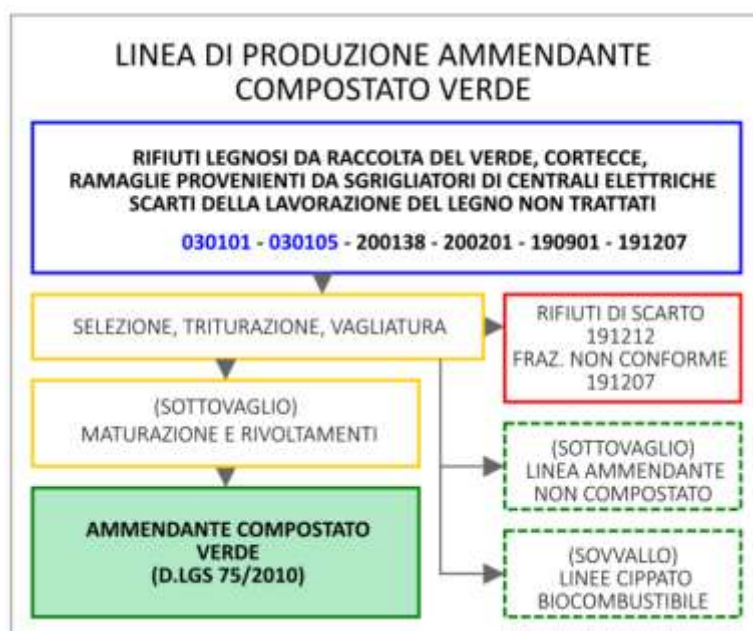 LINEA DI PRODUZIONE AMMENDANTE
COMPOSTATO VERDE
RIFIUTI LEGNOSI DA RACCOLTA DEL VERDE, CORTECCE,
RAMAGLIE PROVENIENTI DA SGRIGLIATORI DI CENTRALI ELETTRICHE
SCARTI DELLA LAVORAZIONE DEL LEGNO NON TRATTATI
030101 - 030105 - 200138 - 200201 - 190901 - 191207
SELEZIONE, TRITURAZIONE, VAGLIATURA
RIFIUTI DI SCARTO
191212
FRAZ. NON CONFORME
191207
(SOTTOVAGLIO)
MATURAZIONE E RIVOLTAMENTI
(SOTTOVAGLIO)
LINEA AMMENDANTE
NON COMPOSTATO
AMMENDANTE COMPOSTATO
VERDE
(D.LGS 75/2010)
(SOVVALLO)
LINEE CIPPATO
BIOCOMBUSTIBILE